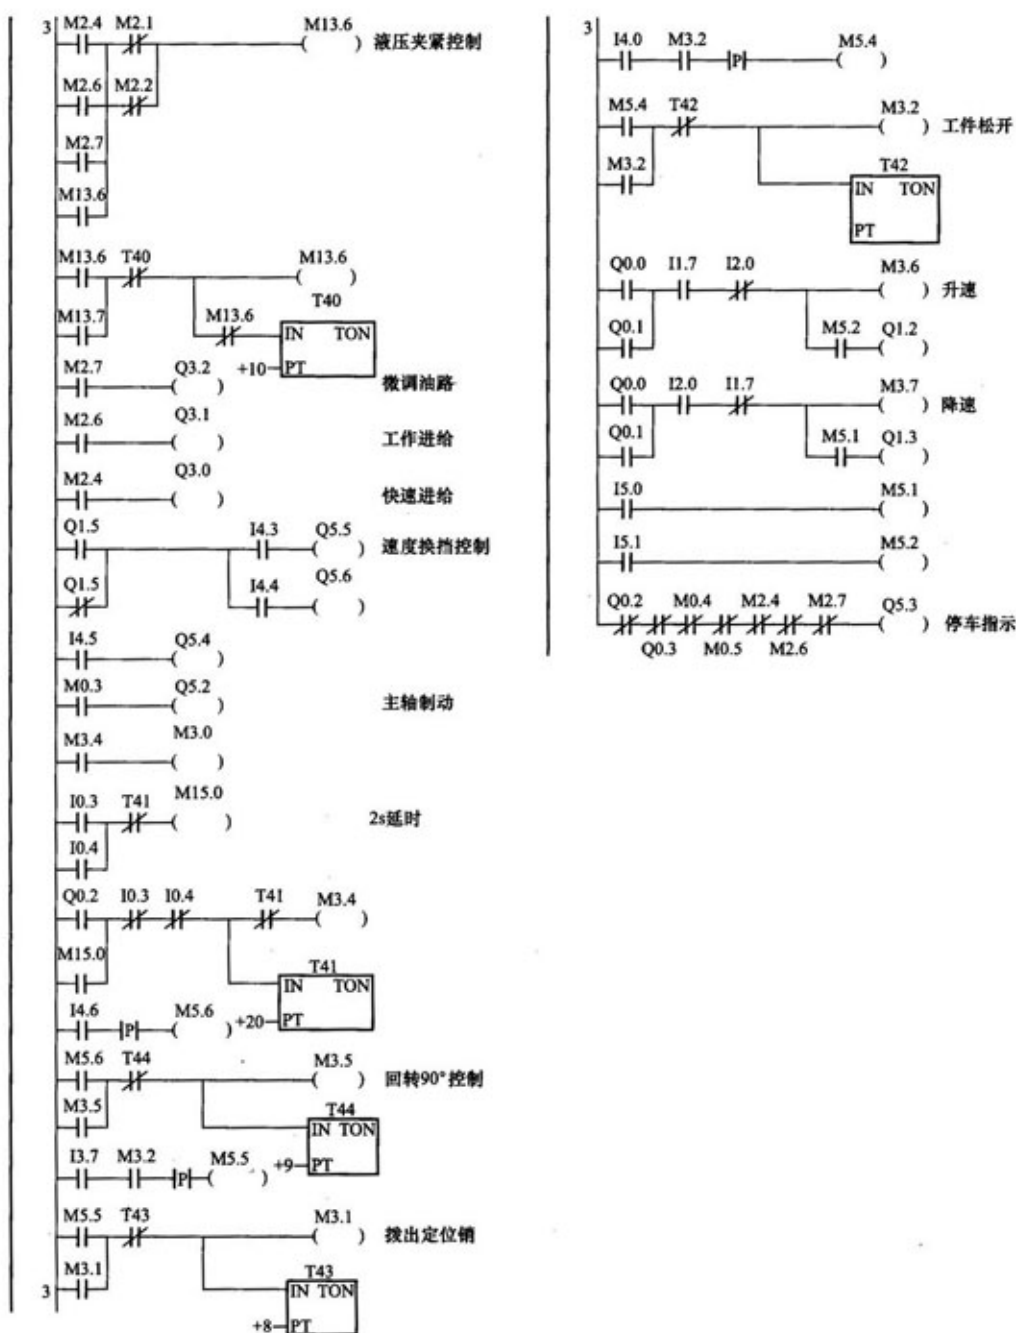 3
M2.4 M2.1 M13.6
液压夹紧控制
M2.6 M2.2
M2.7
M13.6
M13.6 T40 M13.6
T40
M13.7 M13.6
IN TON
+10 PT
M2.7 Q3.2
微调油路
M2.6 Q3.1
工作进给
M2.4 Q3.0
快速进给
Q1.5 I4.3 Q5.5
速度换挡控制
Q1.5 I4.4 Q5.6
I4.5 Q5.4
M0.3 Q5.2
主轴制动
M3.4 M3.0
I0.3 T41 M15.0
2s延时
I0.4
Q0.2 I0.3 I0.4 T41 M3.4
M15.0 T41
IN TON
+20 PT
I4.6 P M5.6
M5.6 T44 M3.5
回转90°控制
M3.5 T44
IN TON
+9 PT
I3.7 M3.2 P M5.5
M5.5 T43 M3.1
拨出定位销
M3.1 T43
3
IN TON
+8 PT
3
I4.0 M3.2 P M5.4
M5.4 T42 M3.2
工件松开
M3.2 T42
IN TON
PT
Q0.0 I1.7 I2.0 M3.6
升速
Q0.1 M5.2 Q1.2
Q0.0 I2.0 I1.7 M3.7
降速
Q0.1 M5.1 Q1.3
I5.0 M5.1
I5.1 M5.2
Q0.2 M0.4 M2.4 M2.7 Q5.3
停车指示
Q0.3 M0.5 M2.6